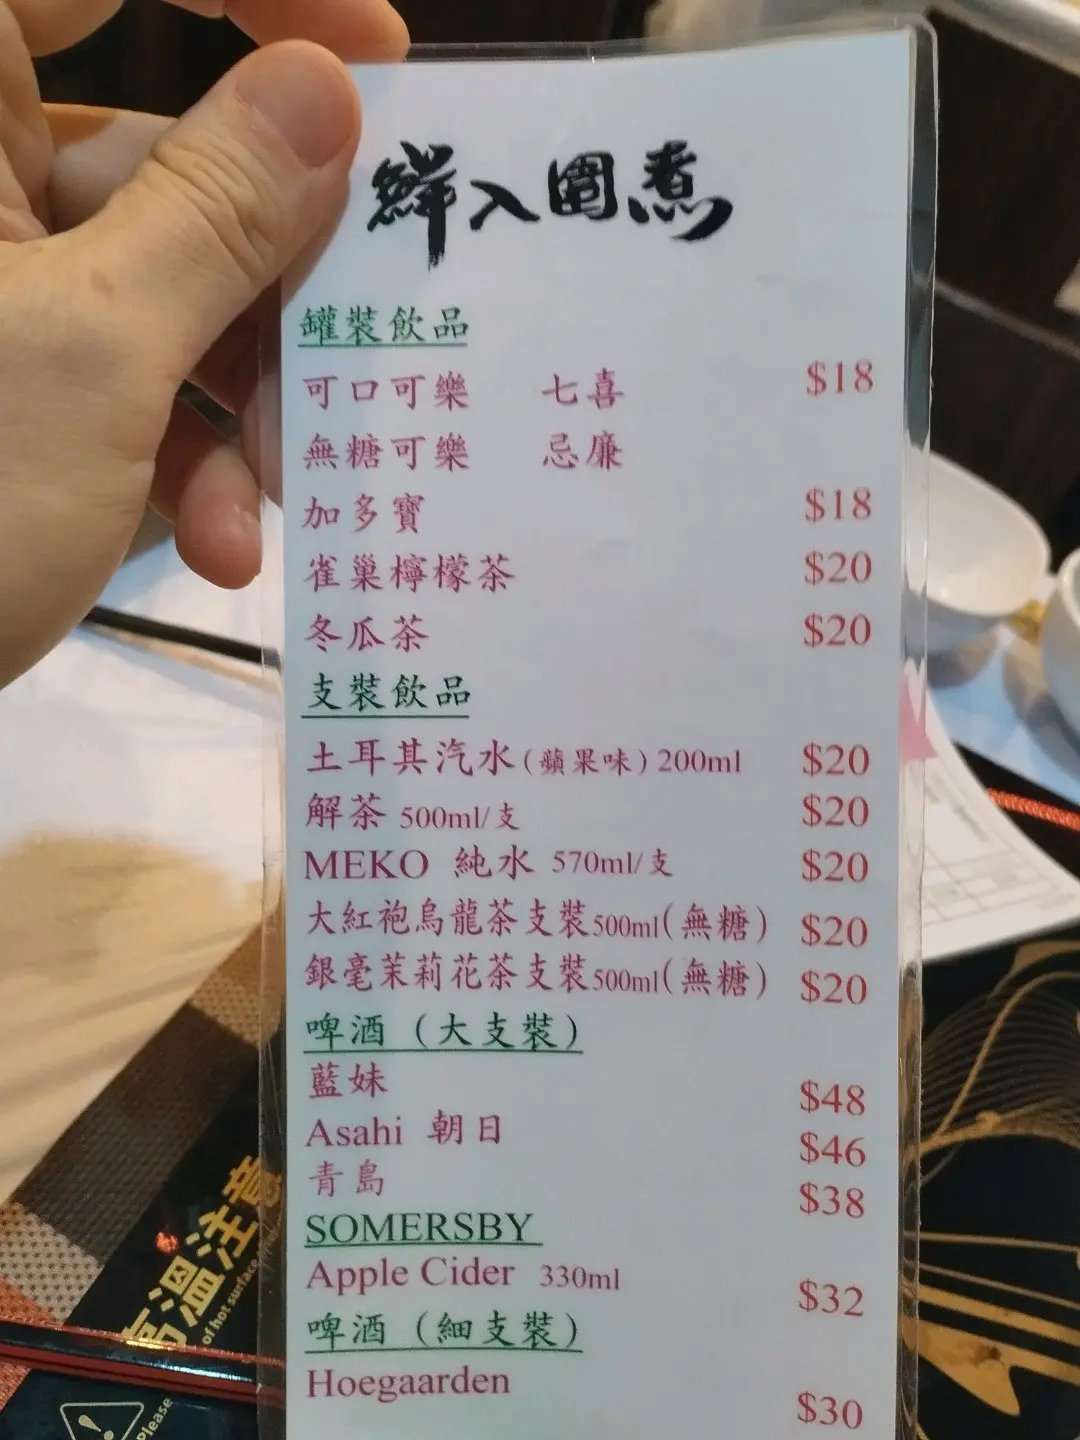 鮮入圍煮
罐裝飲品
可口可樂 七喜 $18
無糖可樂 忌廉
加多寶 $18
雀巢檸檬茶 $20
冬瓜茶 $20
支裝飲品
土耳其汽水(蘋果味)200ml $20
解茶 500ml/支 $20
MEKO 純水 570ml/支 $20
大紅袍烏龍茶支裝500ml(無糖) $20
銀毫茉莉花茶支裝500ml(無糖) $20
啤酒 (大支裝)
藍妹 $48
Asahi 朝日 $46
青島 $38
SOMERSBY
Apple Cider 330ml $32
啤酒 (細支裝)
Hoegaarden $30
高溫注意
of hot surface
Please